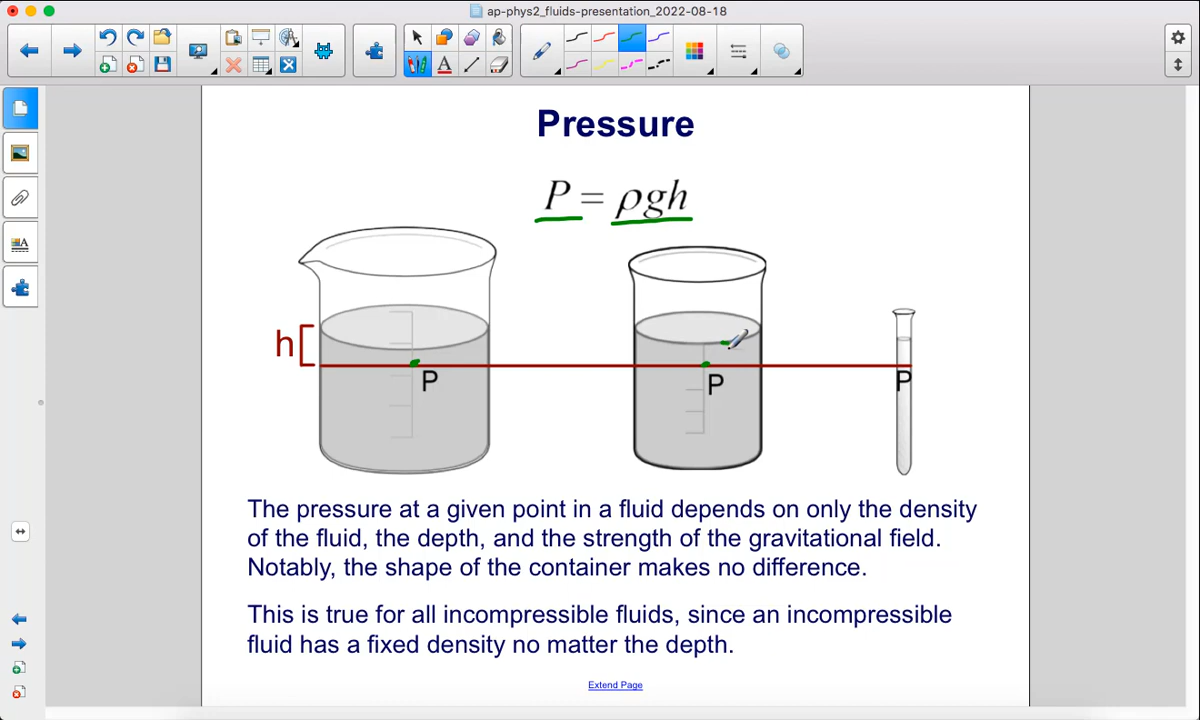 ap-phys2_fluids-presentation_2022-08-18
Pressure
P = ρgh
h
P
P
P
The pressure at a given point in a fluid depends on only the density
of the fluid, the depth, and the strength of the gravitational field.
Notably, the shape of the container makes no difference.
This is true for all incompressible fluids, since an incompressible
fluid has a fixed density no matter the depth.
Extend Page